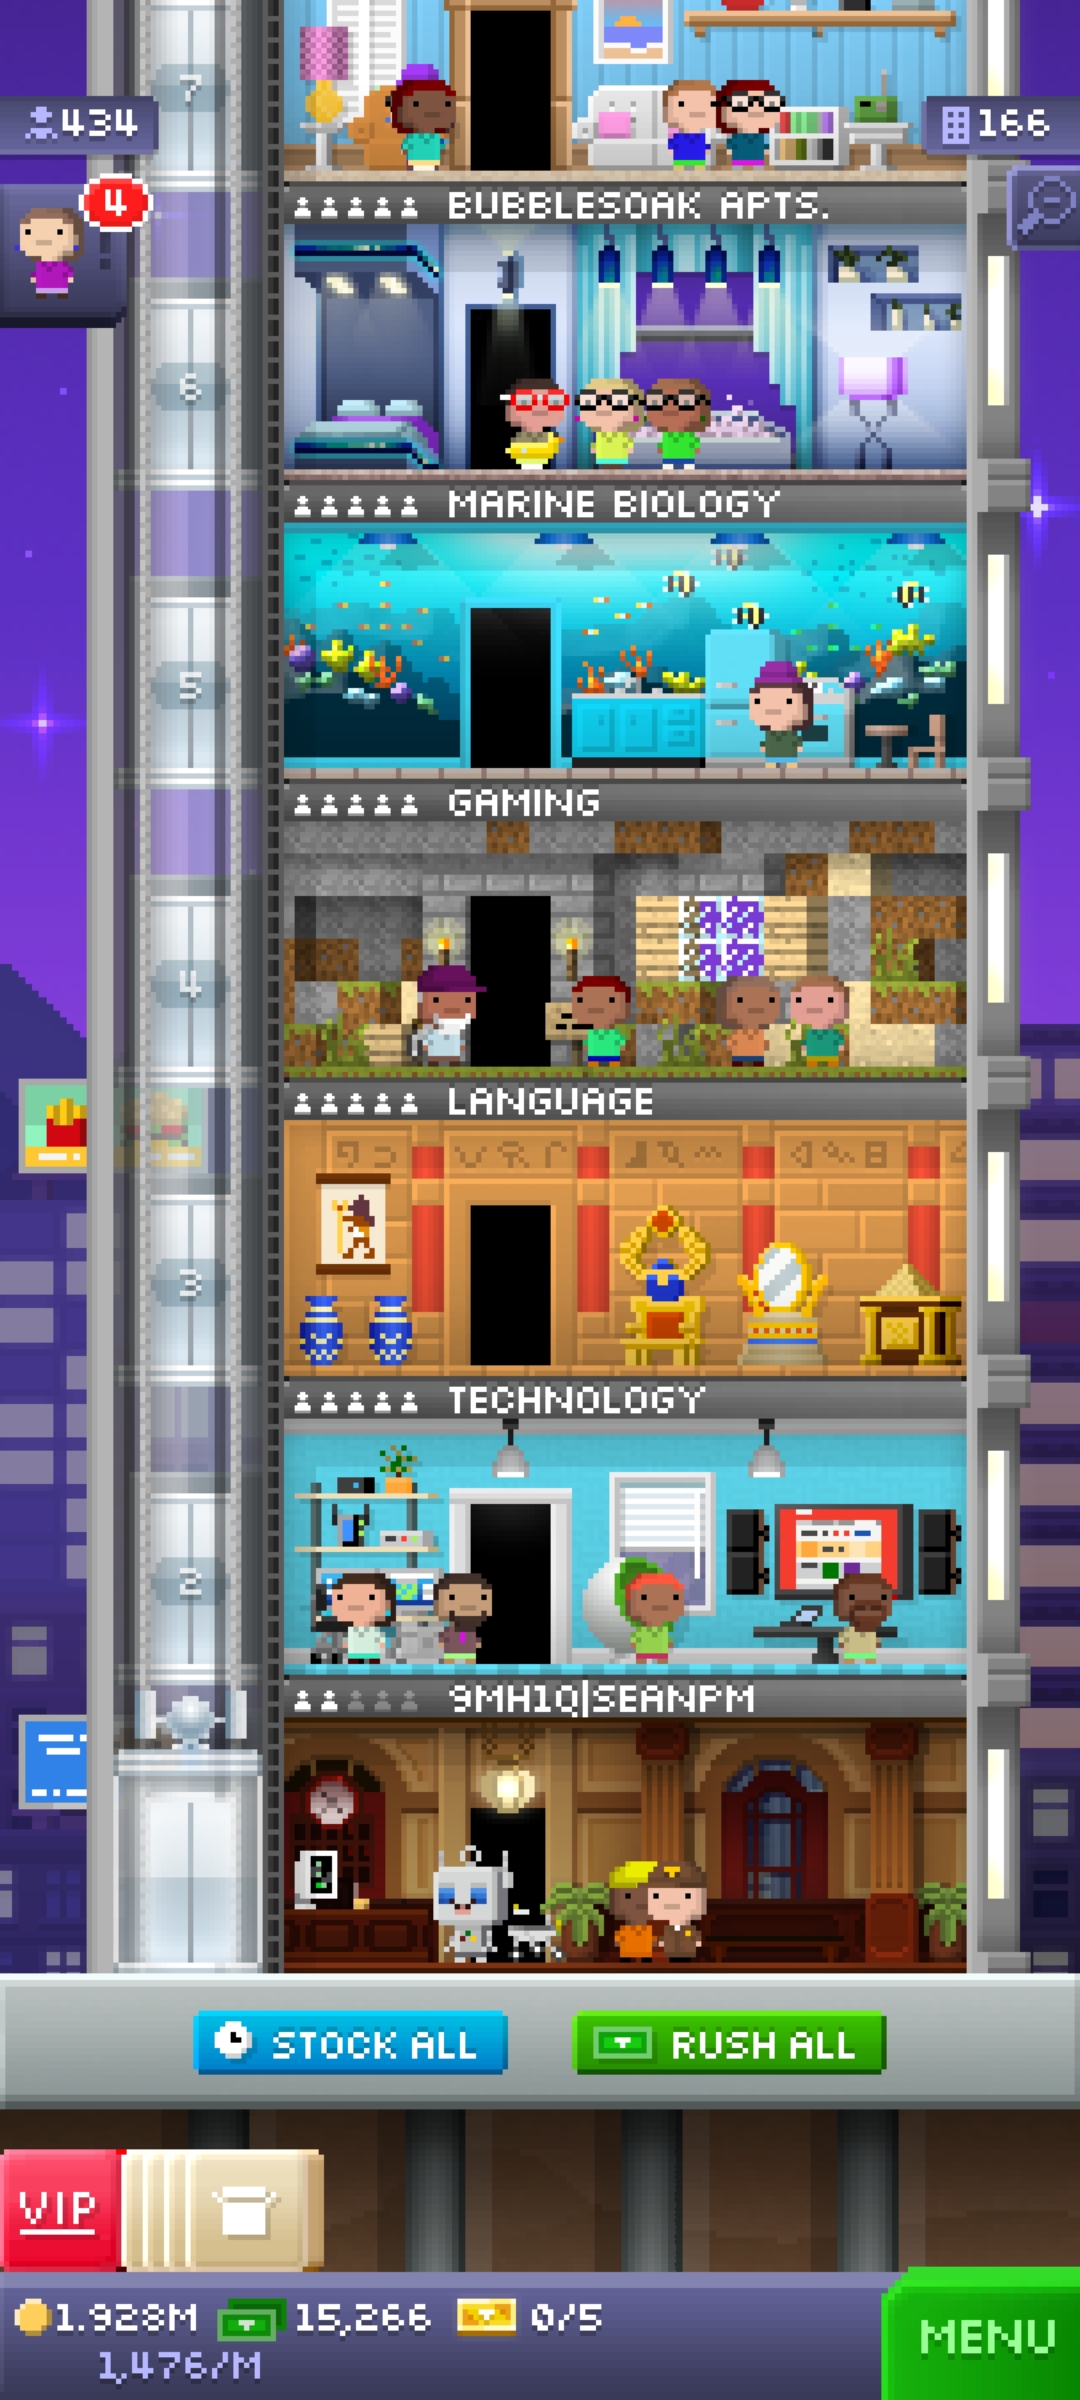 7
434
166
4
BUBBLESOAK APTS.
6
MARINE BIOLOGY
5
GAMING
4
LANGUAGE
3
TECHNOLOGY
2
9MH1Q|SEANPM
STOCK ALL
RUSH ALL
VIP
1.928M
15,266
0/5
1,476/M
MENU